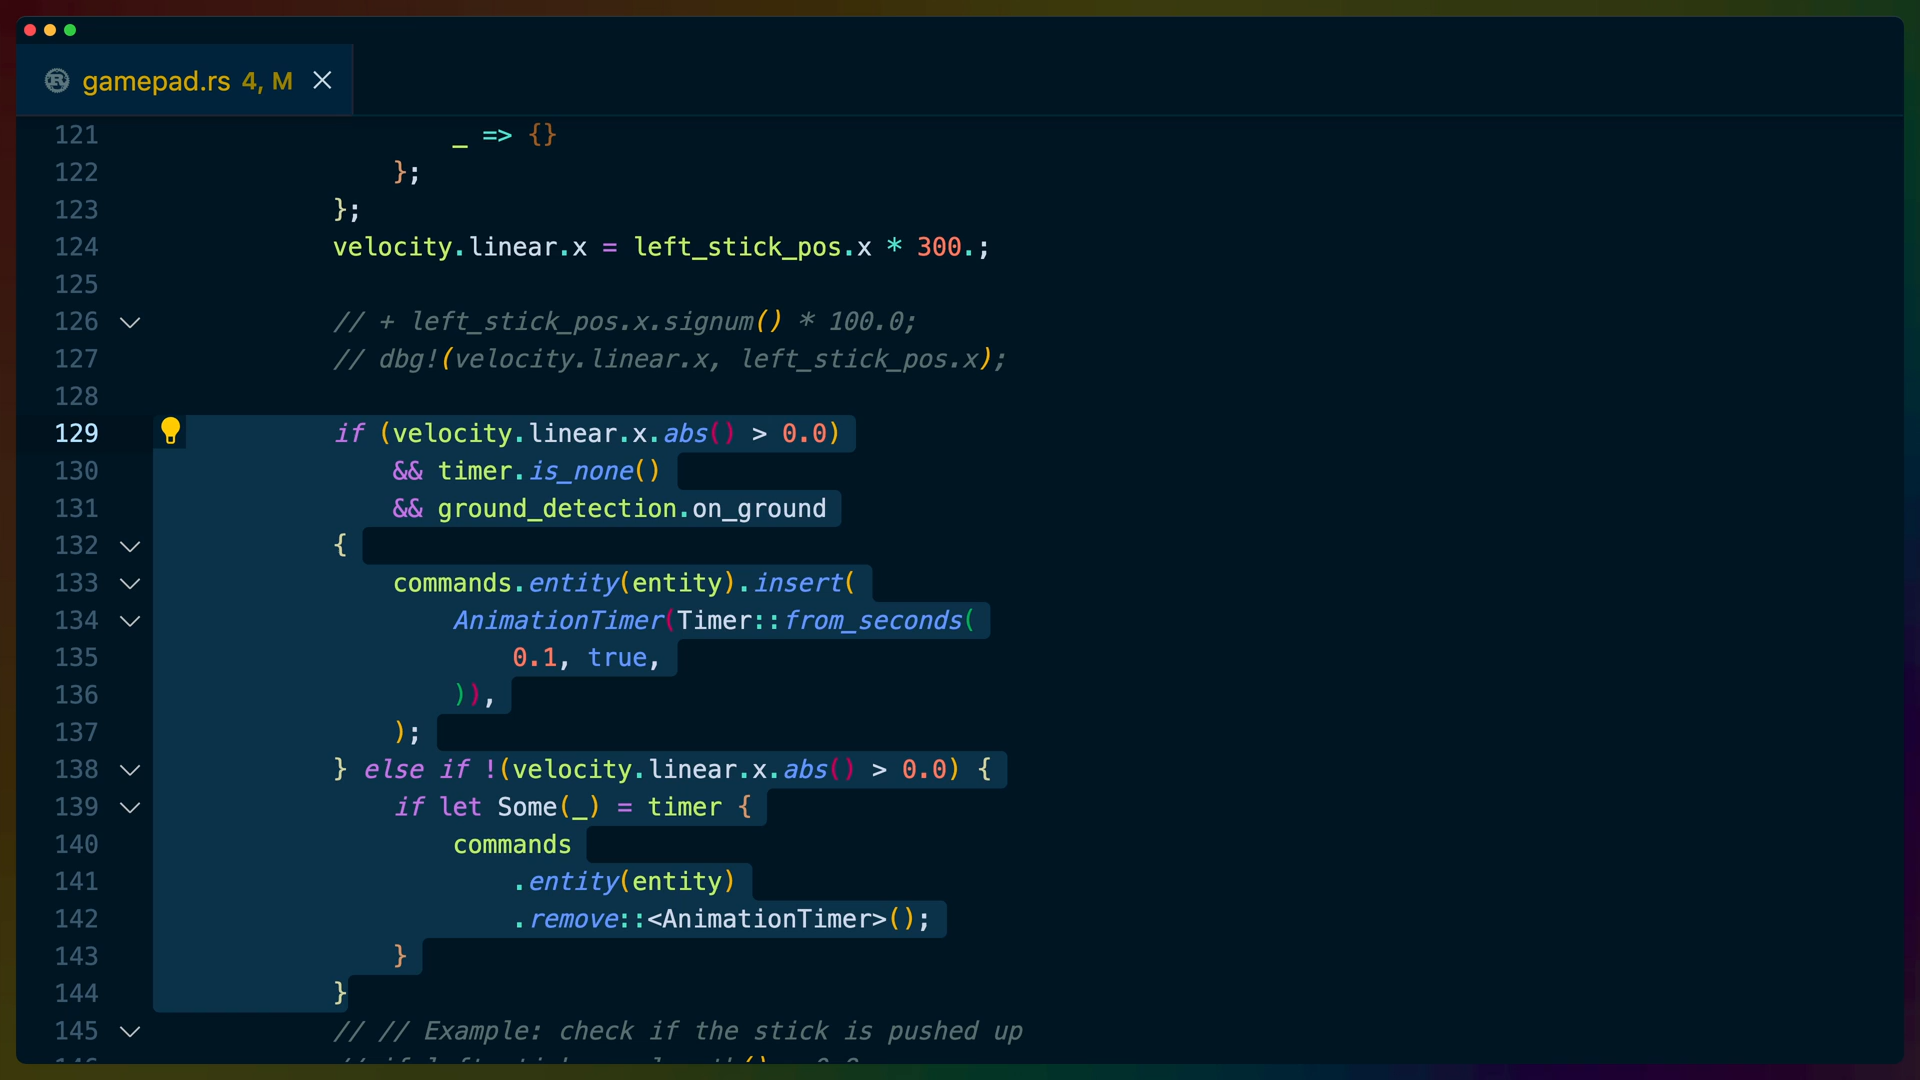 gamepad.rs 4, M
121 _ => {}
122 };
123 };
124 velocity.linear.x = left_stick_pos.x * 300.;
125
126 // + left_stick_pos.x.signum() * 100.0;
127 // dbg!(velocity.linear.x, left_stick_pos.x);
128
129 if (velocity.linear.x.abs() > 0.0)
130 && timer.is_none()
131 && ground_detection.on_ground
132 {
133 commands.entity(entity).insert(
134 AnimationTimer(Timer::from_seconds(
135 0.1, true,
136 )),
137 );
138 } else if !(velocity.linear.x.abs() > 0.0) {
139 if let Some(_) = timer {
140 commands
141 .entity(entity)
142 .remove::<AnimationTimer>();
143 }
144 }
145 // // Example: check if the stick is pushed up